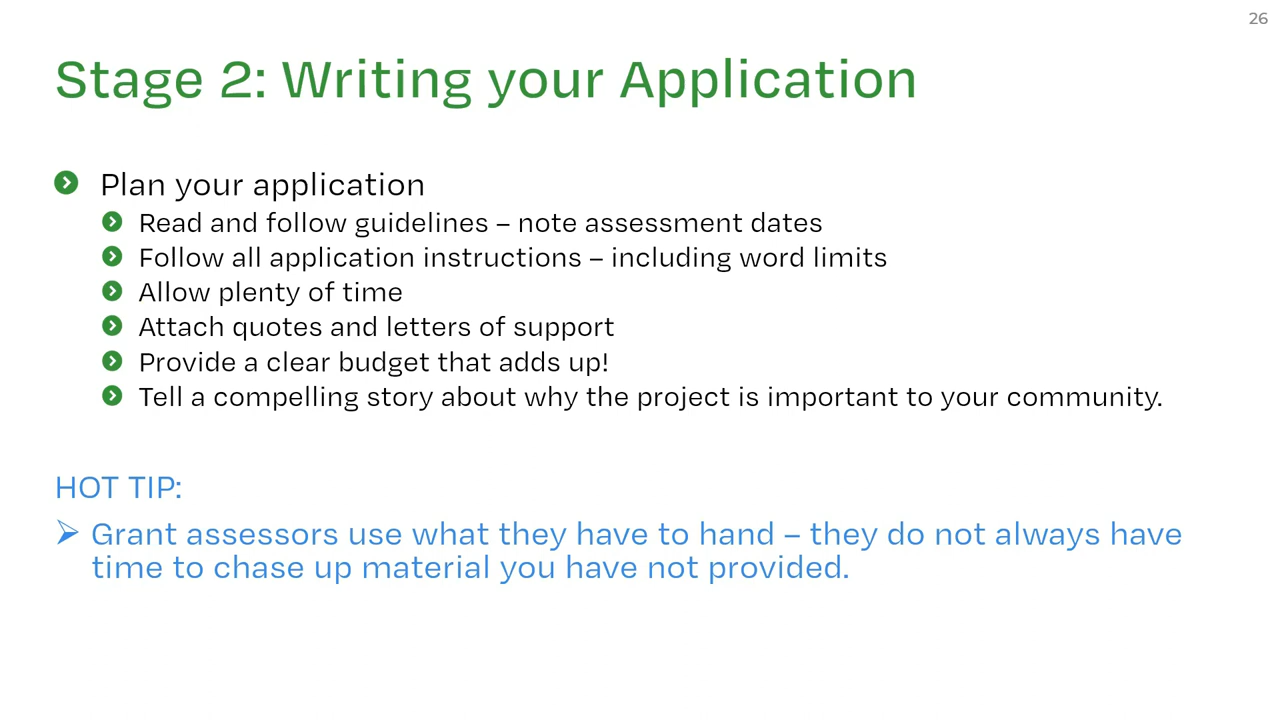 26
Stage 2: Writing your Application
Plan your application
Read and follow guidelines – note assessment dates
Follow all application instructions – including word limits
Allow plenty of time
Attach quotes and letters of support
Provide a clear budget that adds up!
Tell a compelling story about why the project is important to your community.
HOT TIP:
Grant assessors use what they have to hand – they do not always have
time to chase up material you have not provided.